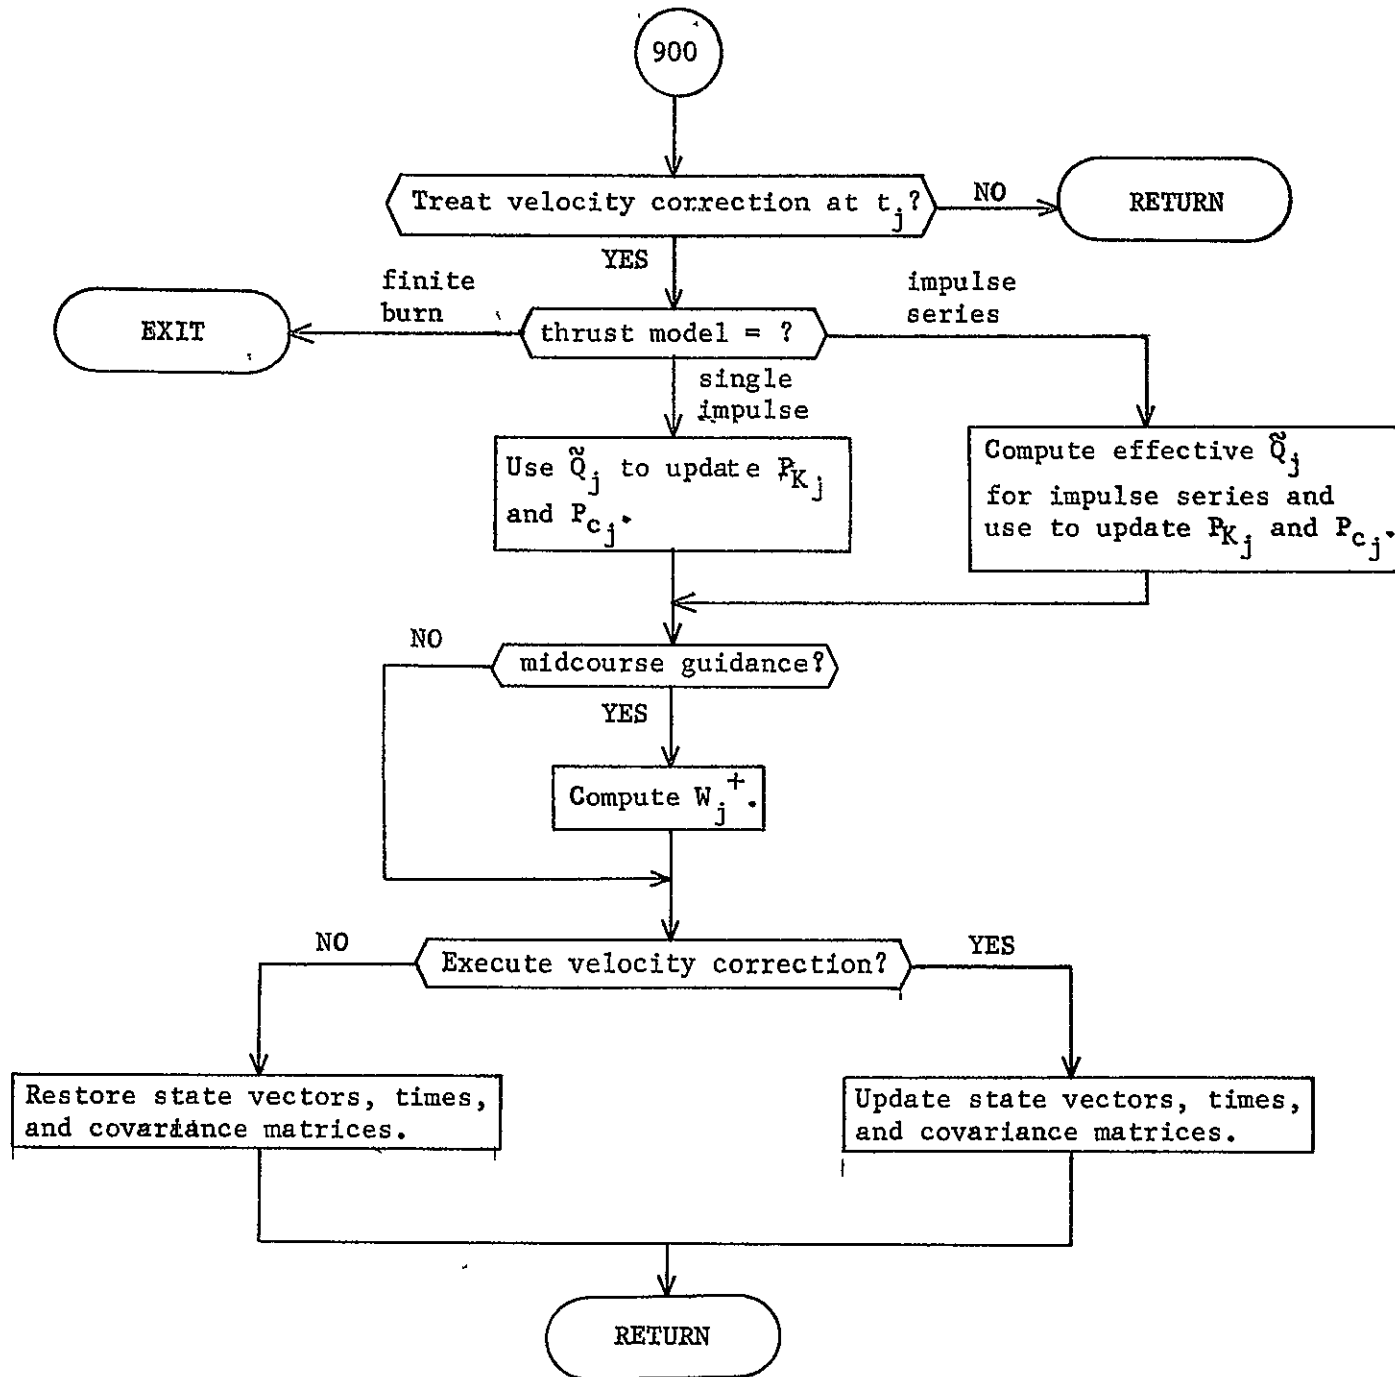 900
Treat velocity correction at t_j?
NO
RETURN
YES
finite
burn
impulse
series
EXIT
thrust model = ?
single
impulse
Use Q̃_j to update P_K_j
and P_c_j.
Compute effective Q̃_j
for impulse series and
use to update P_K_j and P_c_j.
NO
midcourse guidance?
YES
Compute W_j^+.
NO
Execute velocity correction?
YES
Restore state vectors, times,
and covariance matrices.
Update state vectors, times,
and covariance matrices.
RETURN